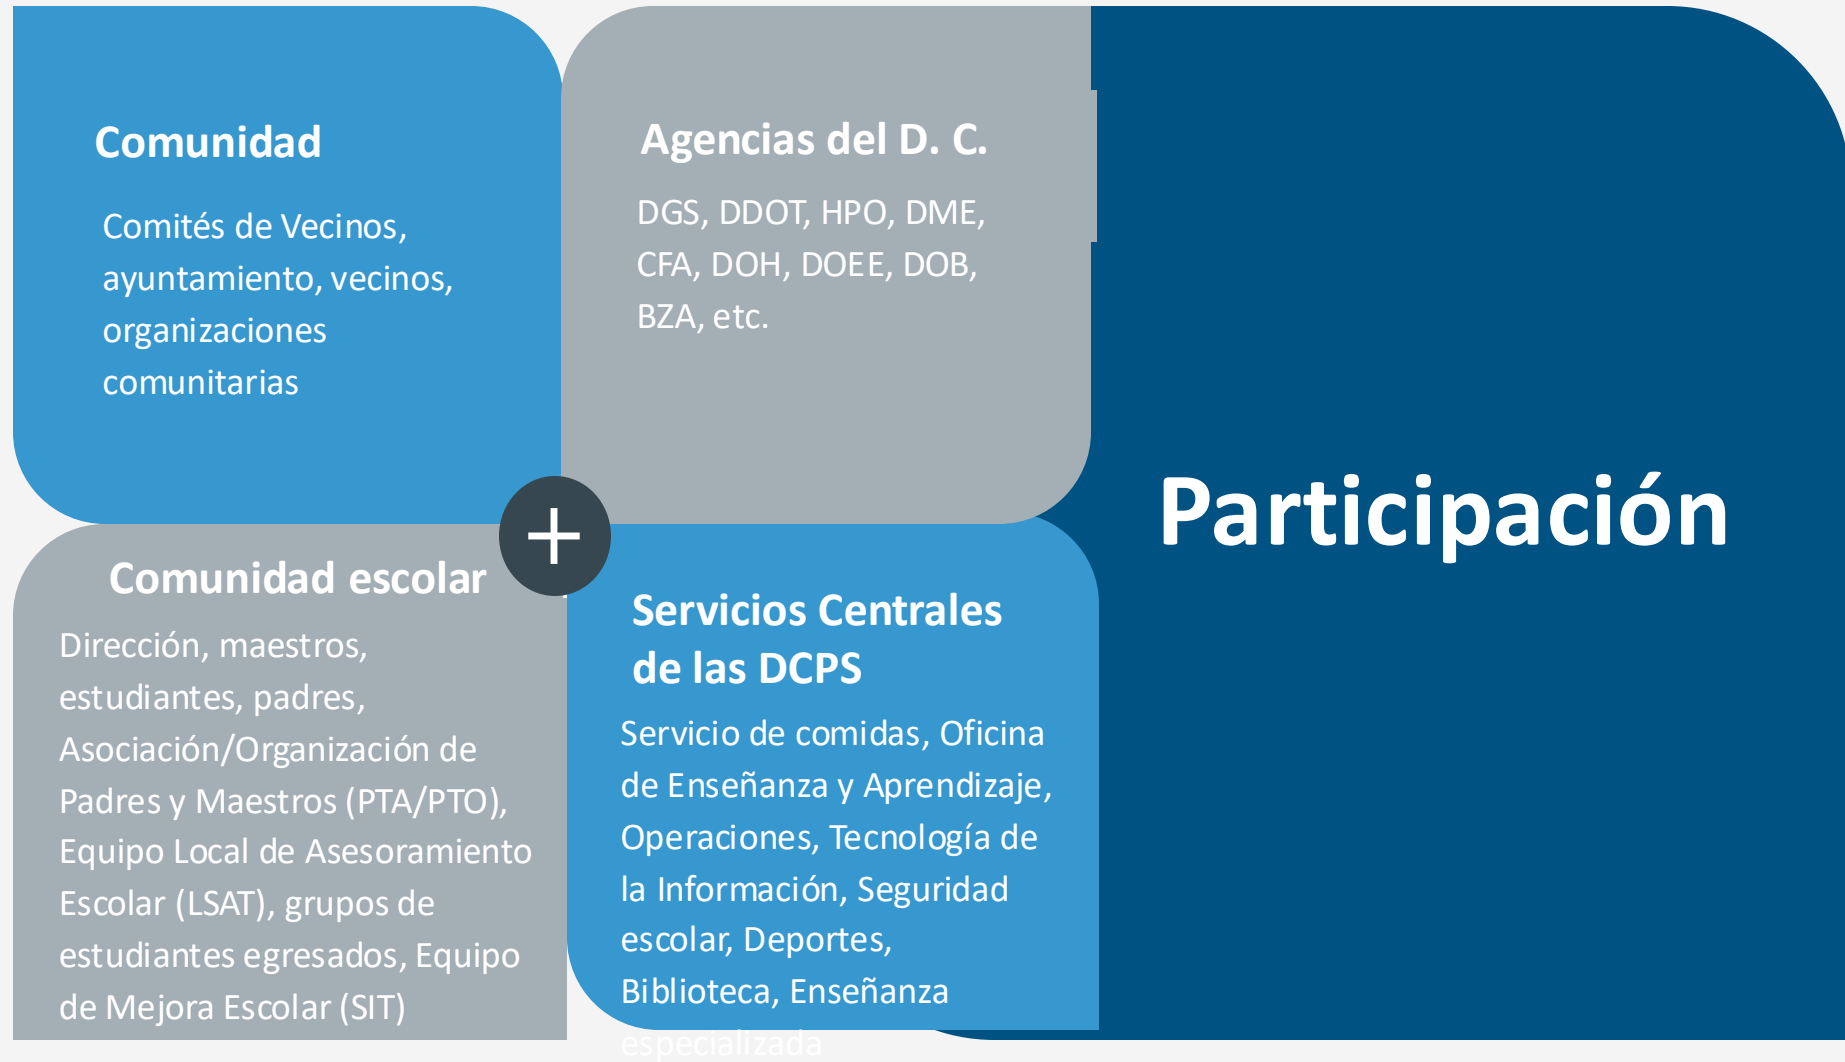 Comunidad
Comités de Vecinos,
ayuntamiento, vecinos,
organizaciones
comunitarias
Agencias del D. C.
DGS, DDOT, HPO, DME,
CFA, DOH, DOEE, DOB,
BZA, etc.
Comunidad escolar
Dirección, maestros,
estudiantes, padres,
Asociación/Organización de
Padres y Maestros (PTA/PTO),
Equipo Local de Asesoramiento
Escolar (LSAT), grupos de
estudiantes egresados, Equipo
de Mejora Escolar (SIT)
+
Servicios Centrales
de las DCPS
Servicio de comidas, Oficina
de Enseñanza y Aprendizaje,
Operaciones, Tecnología de
la Información, Seguridad
escolar, Deportes,
Biblioteca, Enseñanza
especializada
Participación